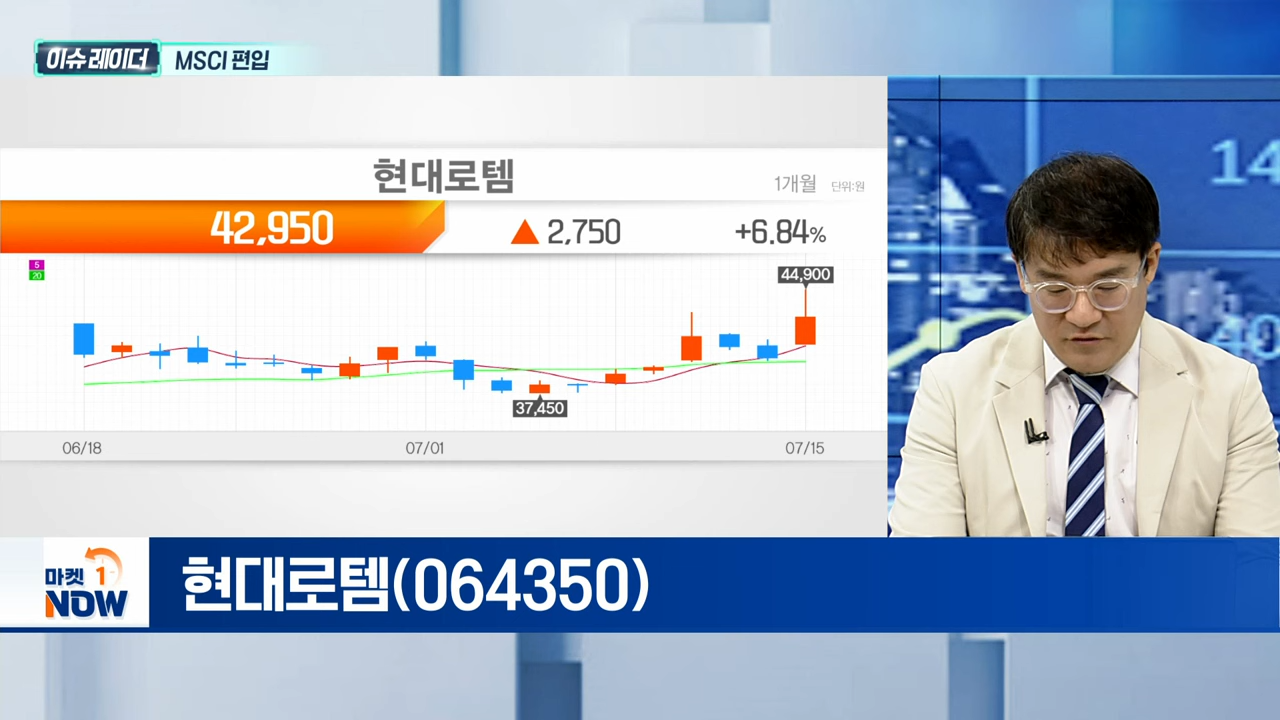 이슈 레이더 MSCI 편입
현대로템
1개월 단위:원
42,950 ▲ 2,750 +6.84%
5
20
44,900
37,450
06/18 07/01 07/15
14
40
마켓 1
NOW
현대로템(064350)